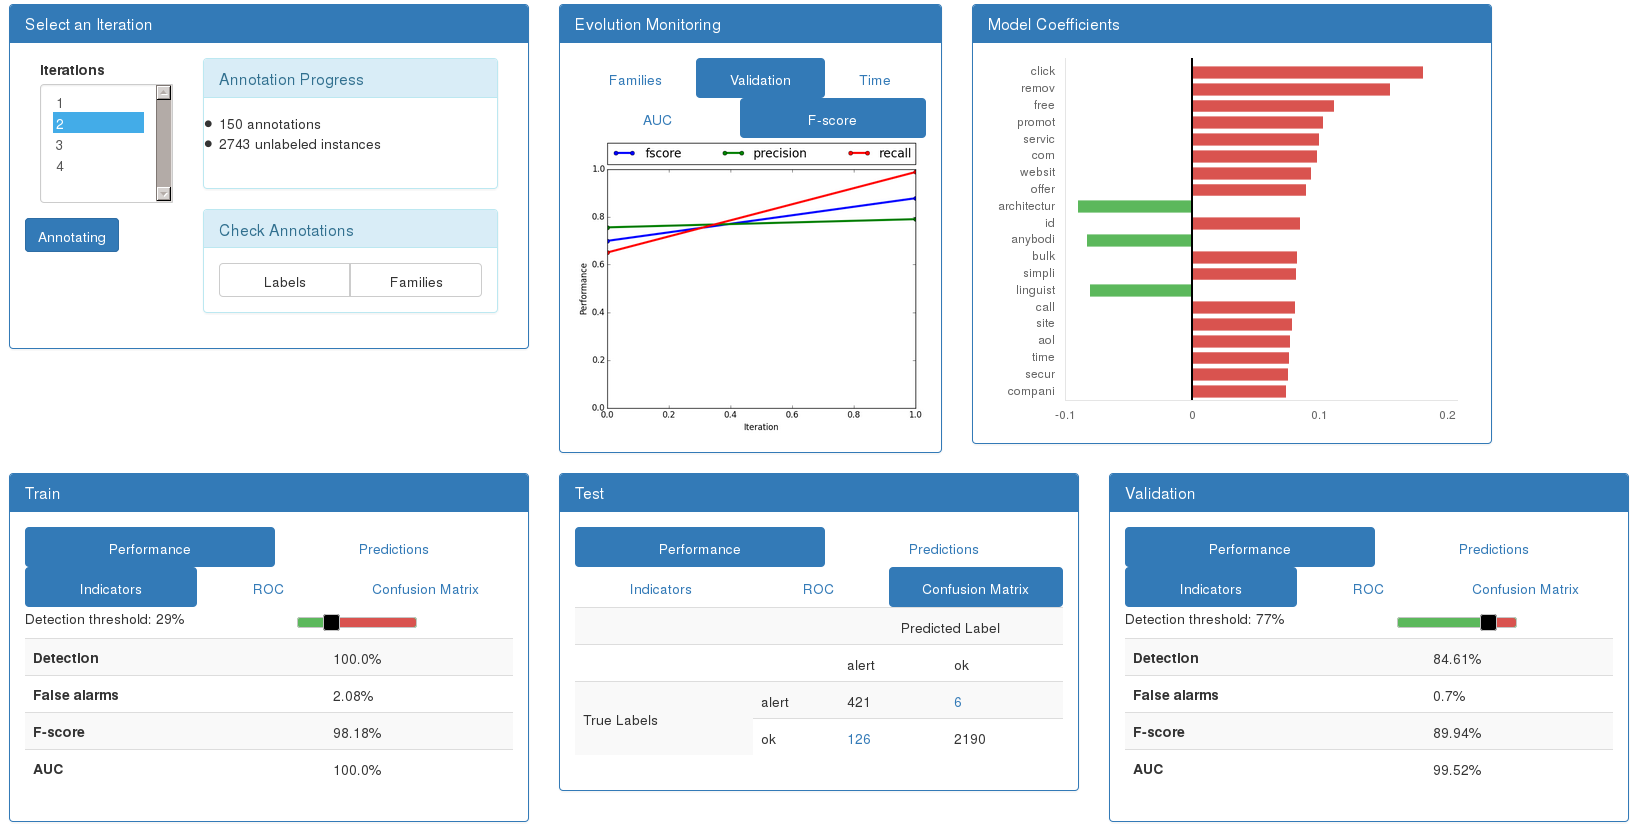 Select an Iteration
Iterations
1
2
3
4
Annotating
Annotation Progress
150 annotations
2743 unlabeled instances
Check Annotations
Labels Families
Evolution Monitoring
Families Validation Time
AUC F-score
fscore precision recall
1.0
0.8
0.6
0.4
0.2
0.0
Performance
0.0 0.2 0.4 0.6 0.8 1.0
Iteration
Model Coefficients
click
remov
free
promot
servic
com
websit
offer
architectur
id
anybodi
bulk
simpli
linguist
call
site
aol
time
secur
compani
-0.1 0 0.1 0.2
Train
Performance Predictions
Indicators ROC Confusion Matrix
Detection threshold: 29%
Detection 100.0%
False alarms 2.08%
F-score 98.18%
AUC 100.0%
Test
Performance Predictions
Indicators ROC Confusion Matrix
Predicted Label
alert ok
True Labels
alert 421 6
ok 126 2190
Validation
Performance Predictions
Indicators ROC Confusion Matrix
Detection threshold: 77%
Detection 84.61%
False alarms 0.7%
F-score 89.94%
AUC 99.52%